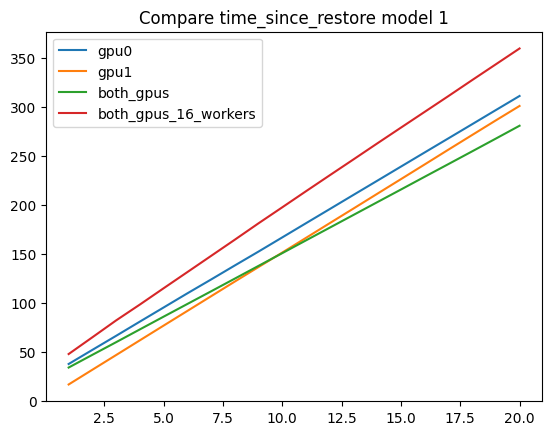 Compare time_since_restore model 1
gpu0
gpu1
both_gpus
both_gpus_16_workers
350
300
250
200
150
100
50
0
2.5 5.0 7.5 10.0 12.5 15.0 17.5 20.0